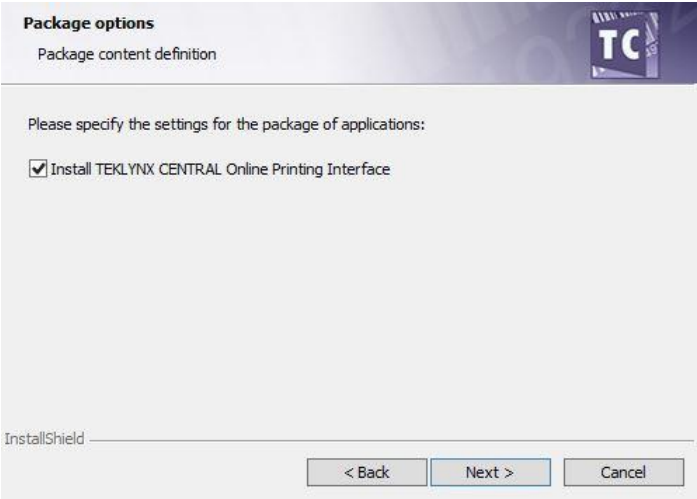 Package options
Package content definition
TC
Please specify the settings for the package of applications:
Install TEKLYNX CENTRAL Online Printing Interface
InstallShield
< Back
Next >
Cancel